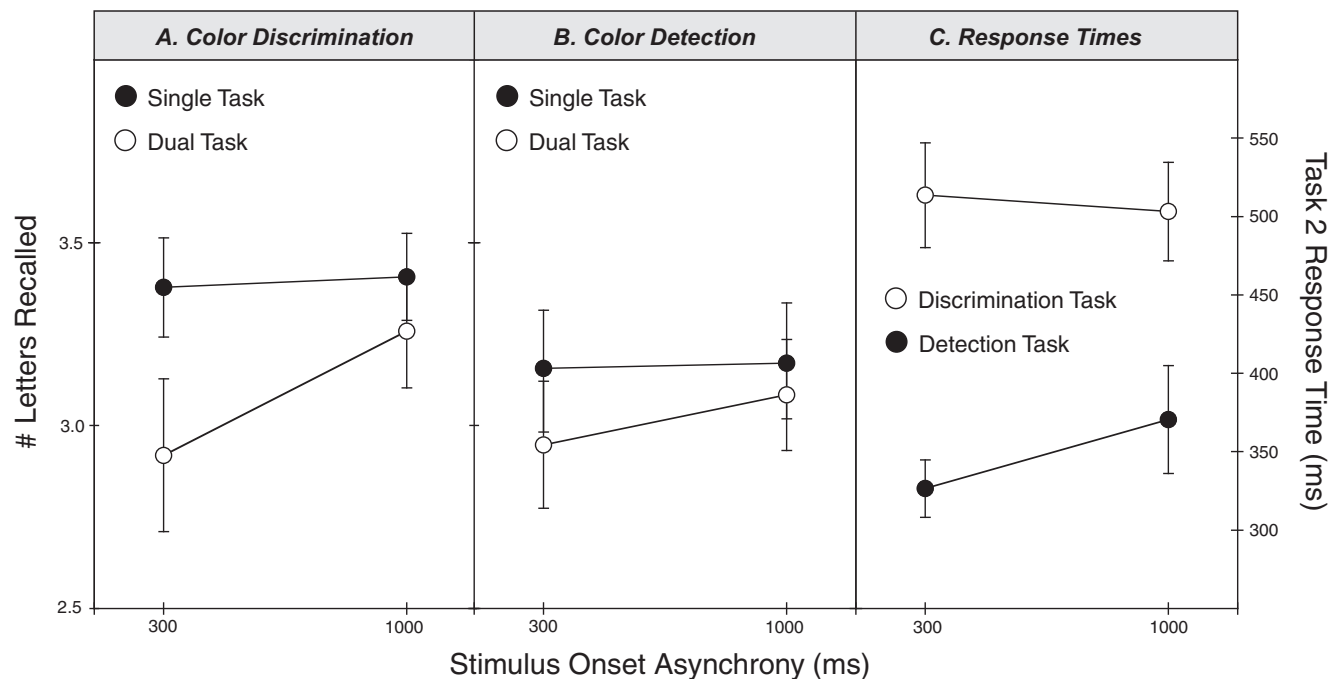 A. Color Discrimination
B. Color Detection
C. Response Times
Single Task
Dual Task
Single Task
Dual Task
Discrimination Task
Detection Task
# Letters Recalled
3.5
3.0
2.5
550
500
450
400
350
300
Task 2 Response Time (ms)
300
1000
300
1000
300
1000
Stimulus Onset Asynchrony (ms)